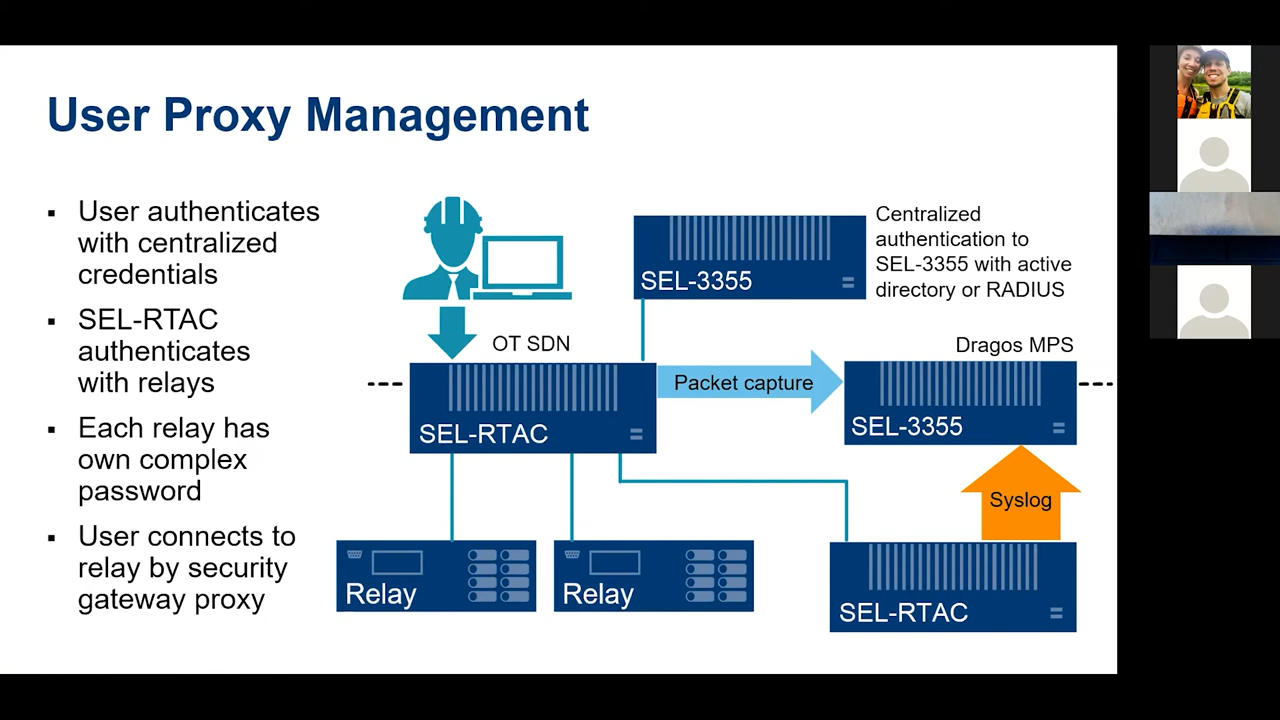 User Proxy Management
▪ User authenticates
with centralized
credentials
▪ SEL-RTAC
authenticates
with relays
▪ Each relay has
own complex
password
▪ User connects to
relay by security
gateway proxy
SEL-3355
Centralized
authentication to
SEL-3355 with active
directory or RADIUS
OT SDN
Dragos MPS
Packet capture
SEL-RTAC
SEL-3355
Syslog
Relay
Relay
SEL-RTAC